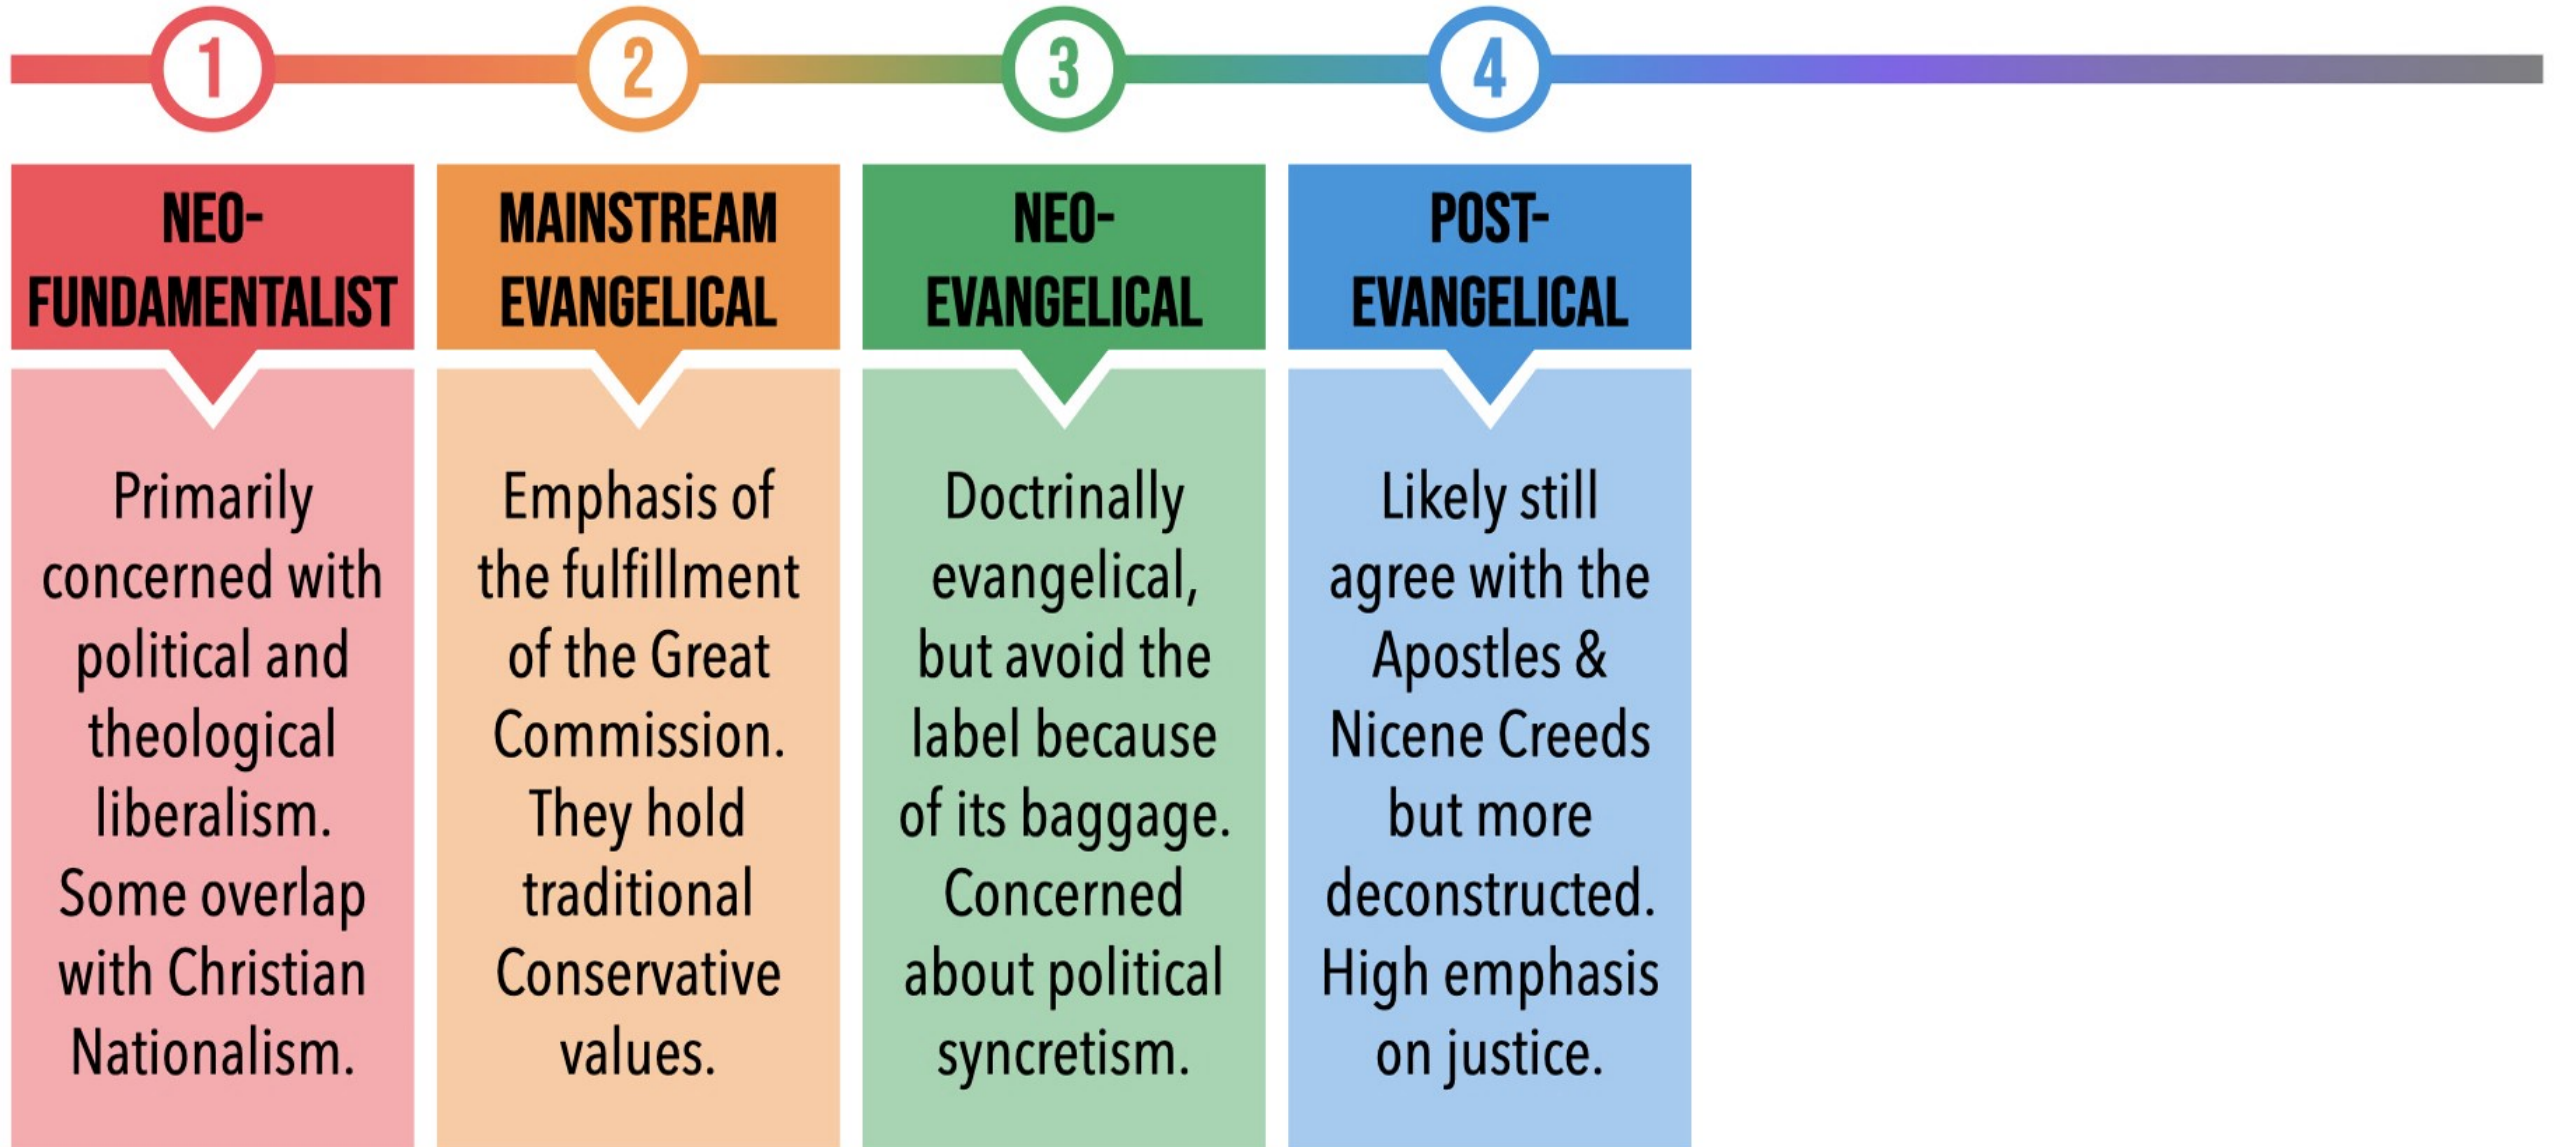 1
2
3
4
NEO-
FUNDAMENTALIST
Primarily
concerned with
political and
theological
liberalism.
Some overlap
with Christian
Nationalism.
MAINSTREAM
EVANGELICAL
Emphasis of
the fulfillment
of the Great
Commission.
They hold
traditional
Conservative
values.
NEO-
EVANGELICAL
Doctrinally
evangelical,
but avoid the
label because
of its baggage.
Concerned
about political
syncretism.
POST-
EVANGELICAL
Likely still
agree with the
Apostles &
Nicene Creeds
but more
deconstructed.
High emphasis
on justice.